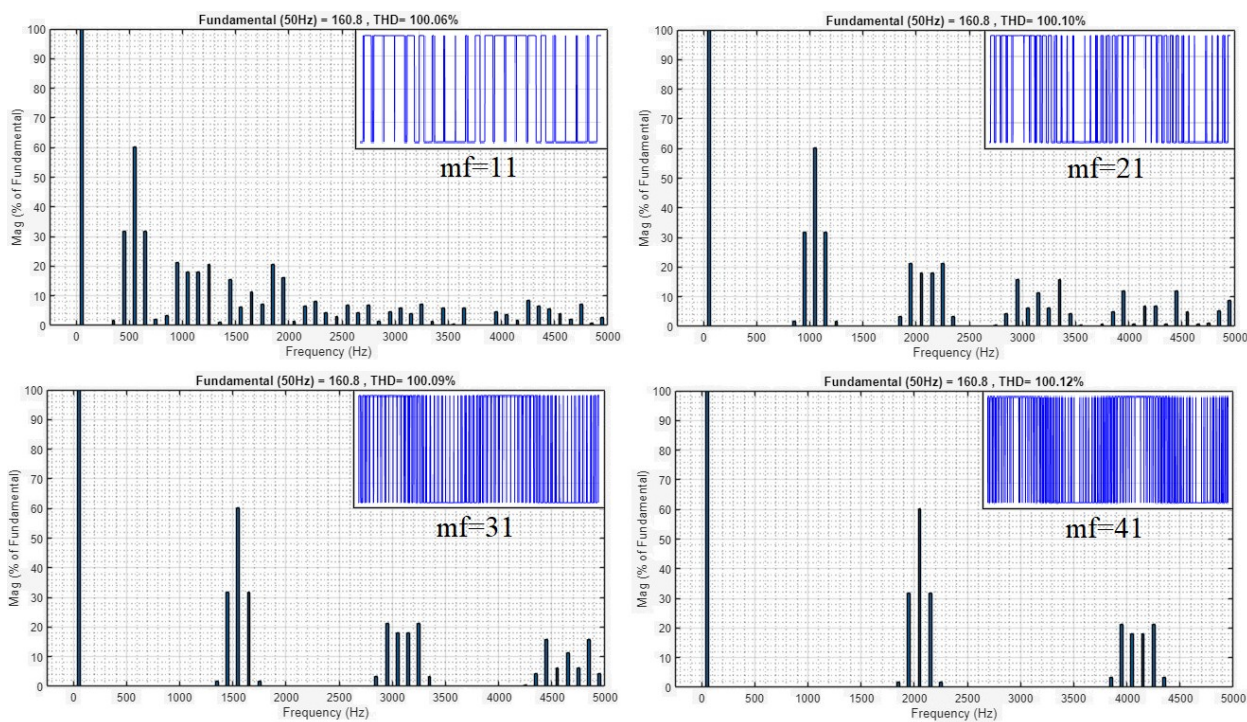 Fundamental (50Hz) = 160.8 , THD= 100.06%
Mag (% of Fundamental)
100
90
80
70
60
50
40
30
20
10
0
mf=11
0 500 1000 1500 2000 2500 3000 3500 4000 4500 5000
Frequency (Hz)
Fundamental (50Hz) = 160.8 , THD= 100.10%
Mag (% of Fundamental)
100
90
80
70
60
50
40
30
20
10
0
mf=21
0 500 1000 1500 2000 2500 3000 3500 4000 4500 5000
Frequency (Hz)
Fundamental (50Hz) = 160.8 , THD= 100.09%
Mag (% of Fundamental)
100
90
80
70
60
50
40
30
20
10
0
mf=31
0 500 1000 1500 2000 2500 3000 3500 4000 4500 5000
Frequency (Hz)
Fundamental (50Hz) = 160.8 , THD= 100.12%
Mag (% of Fundamental)
100
90
80
70
60
50
40
30
20
10
0
mf=41
0 500 1000 1500 2000 2500 3000 3500 4000 4500 5000
Frequency (Hz)